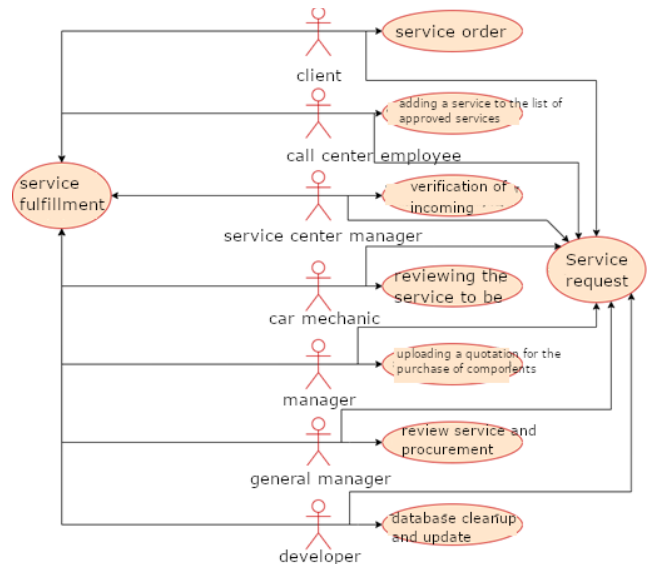 service order
client
adding a service to the list of
approved services
call center employee
service
fulfillment
verification of
incoming
service center manager
Service
request
reviewing the
service to be
car mechanic
uploading a quotation for the
purchase of components
manager
review service and
procurement
general manager
database cleanup
and update
developer